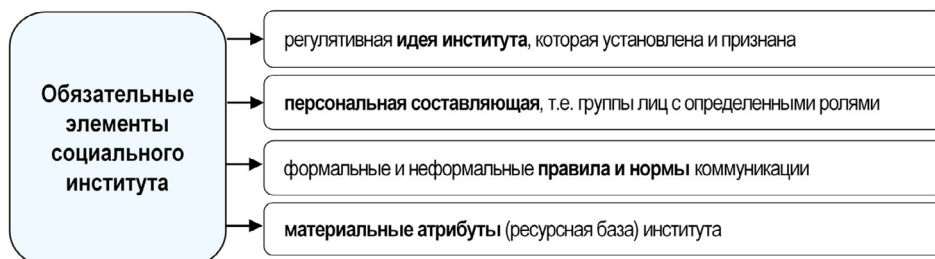 Обязательные
элементы
социального
института
регулятивная идея института, которая установлена и признана
персональная составляющая, т.е. группы лиц с определенными ролями
формальные и неформальные правила и нормы коммуникации
материальные атрибуты (ресурсная база) института